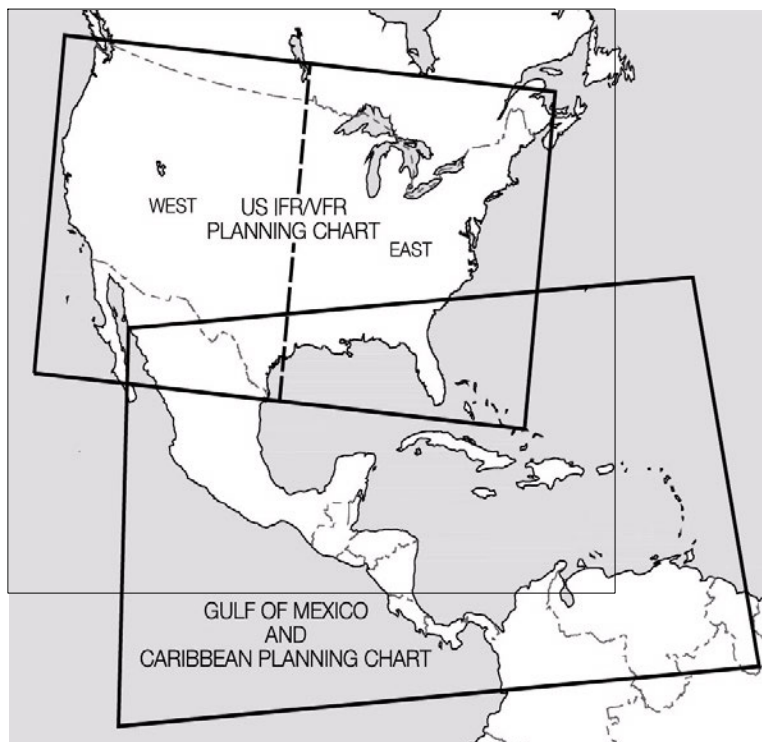 WEST
US IFR/VFR
PLANNING CHART
EAST
GULF OF MEXICO
AND
CARIBBEAN PLANNING CHART